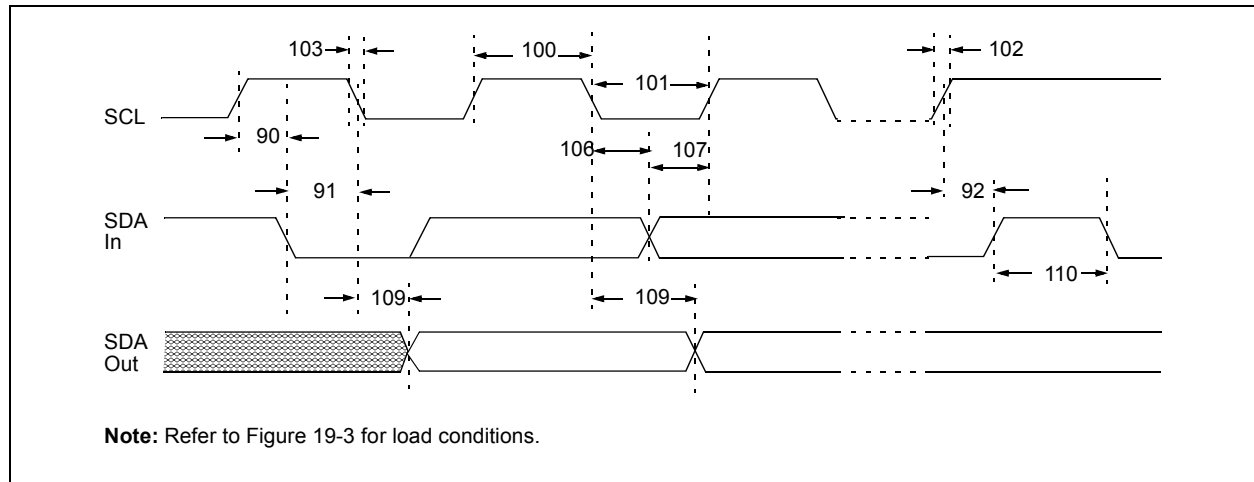 103
100
102
101
SCL
90
106
107
91
92
SDA
In
110
109
109
SDA
Out
Note: Refer to Figure 19-3 for load conditions.